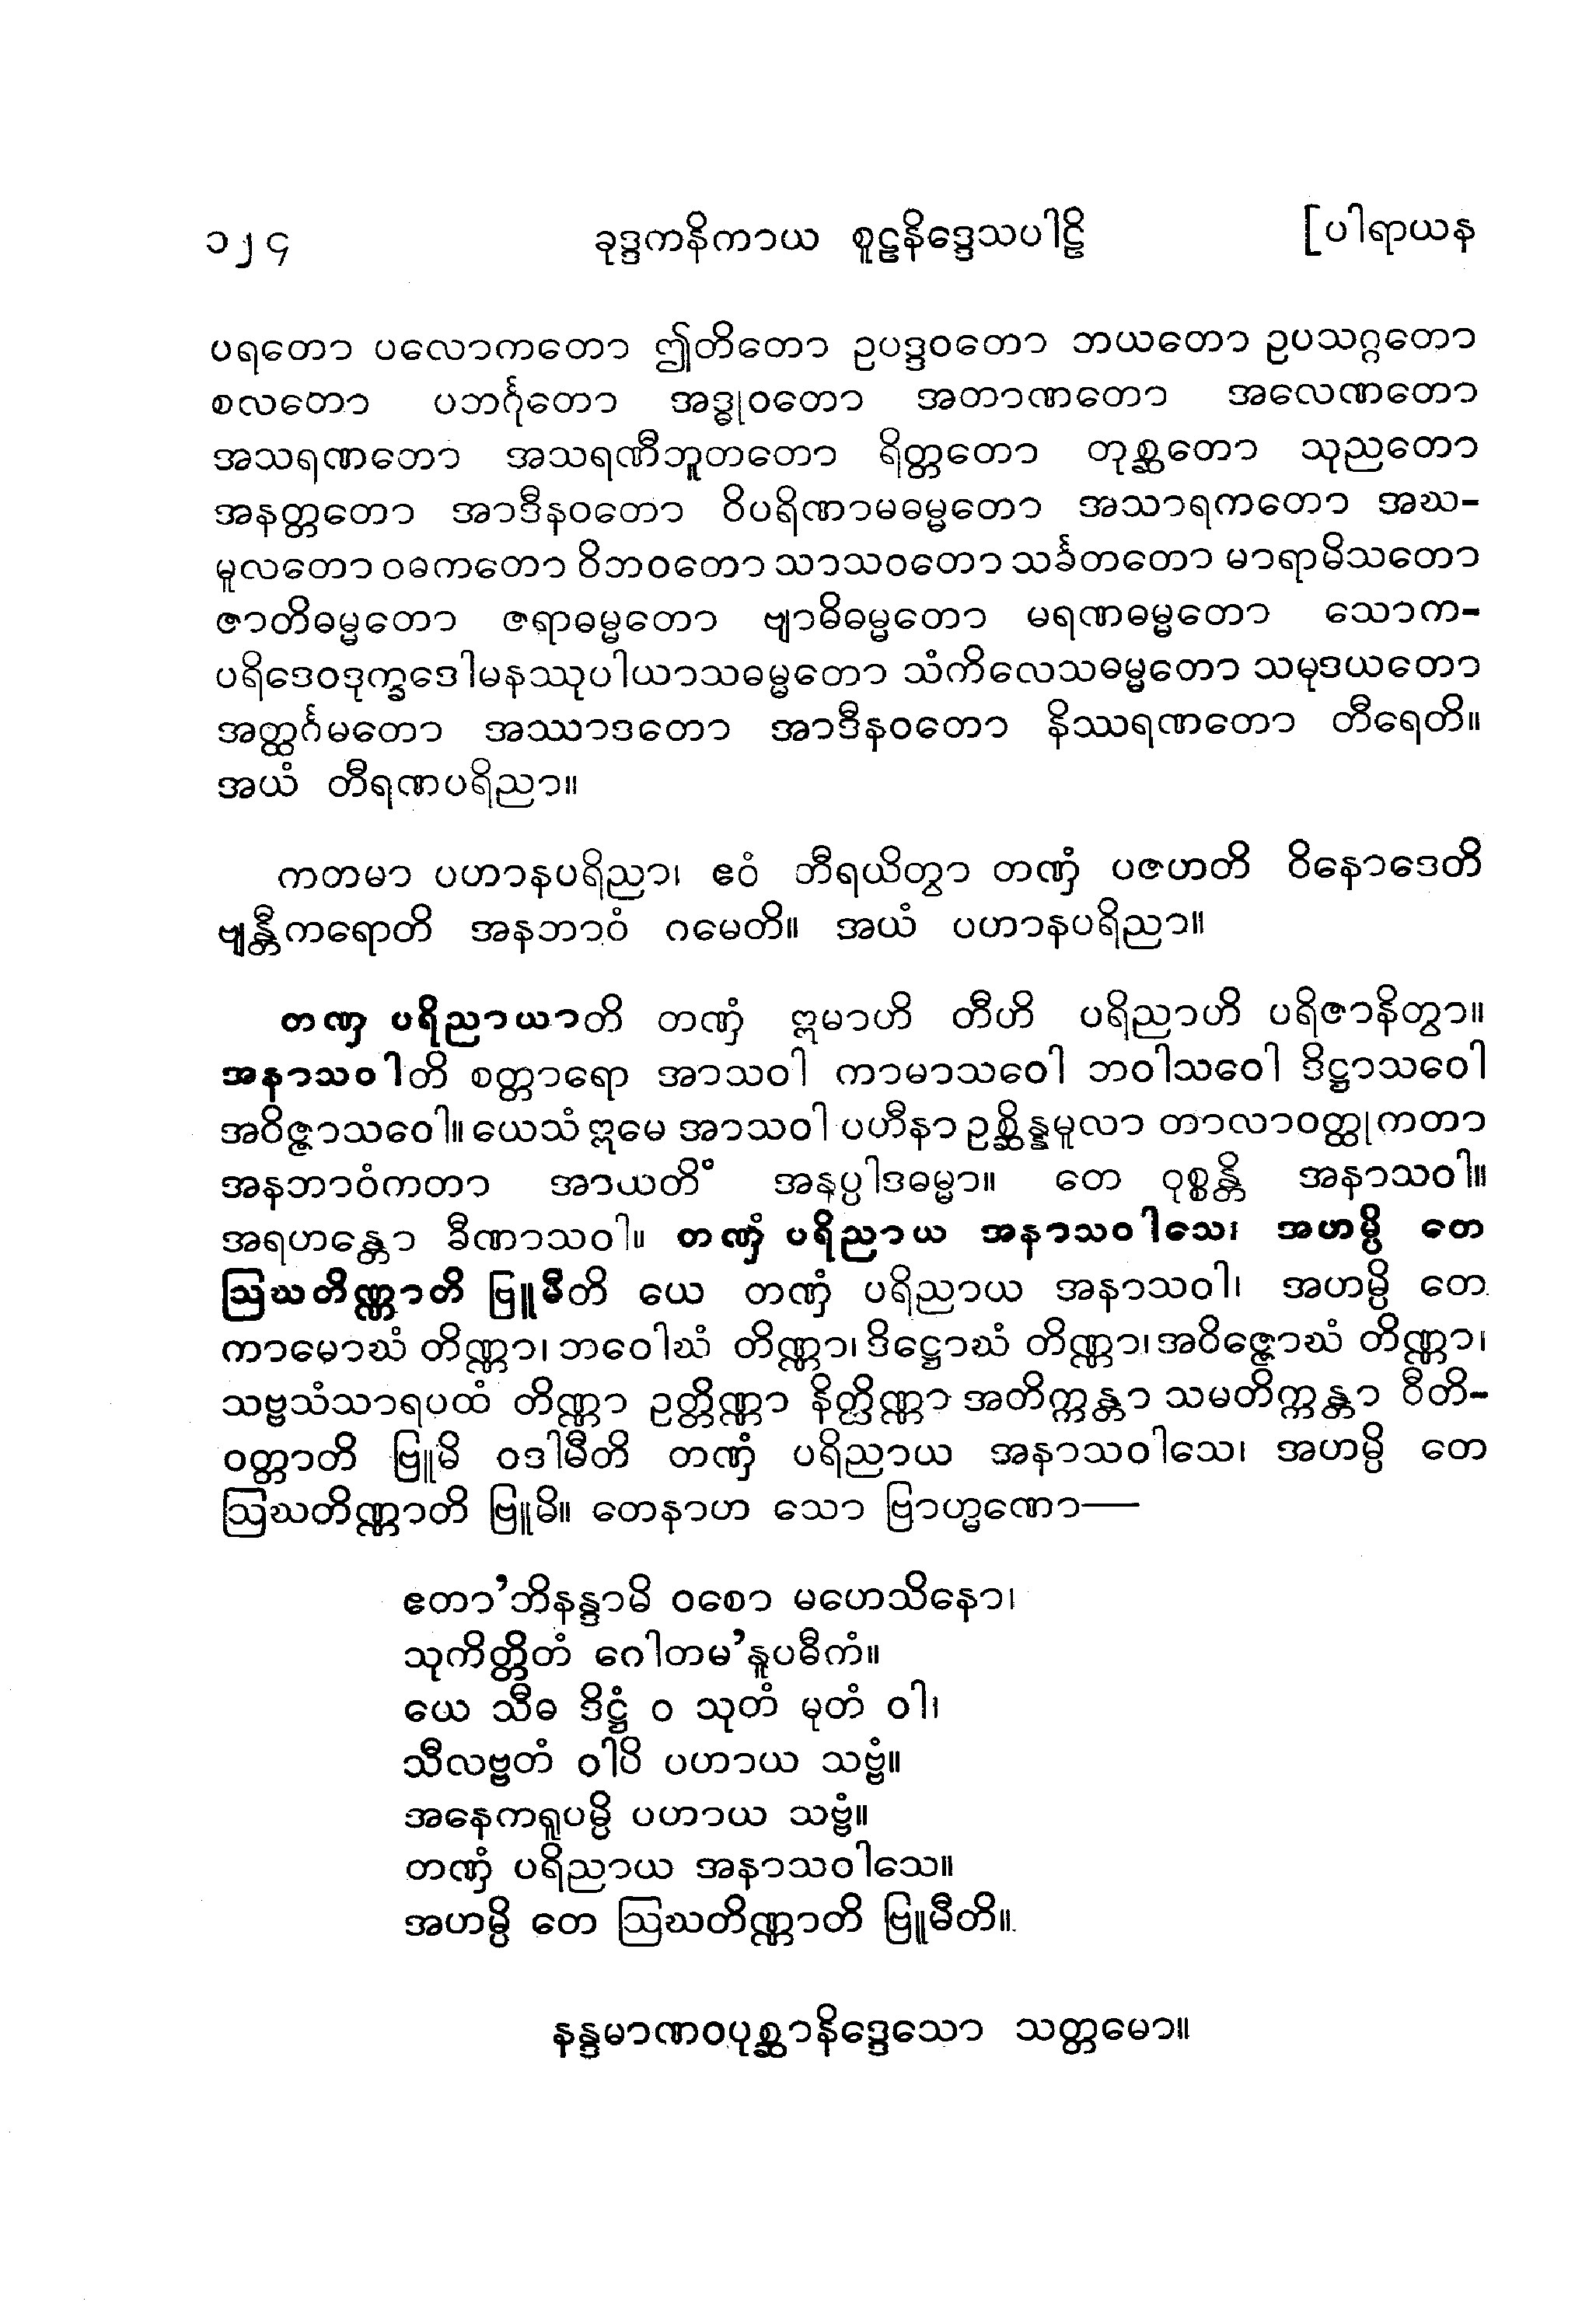 ၁၂၄ ခုဒ္ဒကနိကာယ စူဠနိဒ္ဒေသပါဠိ [ပါရာယန
ပရတော ပလောကတော ဤတိတော ဥပဒ္ဒဝတော ဘယတော ဥပသဂ္ဂတော
စလတော ပဘင်္ဂုတော အဒ္ဓုဝတော အတာဏတော အလေဏတော
အသရဏတော အသရဏီဘူတတော ရိတ္တတော တုစ္ဆတော သုညတော
အနတ္တတော အာဒီနဝတော ဝိပရိဏာမဓမ္မတော အသာရကတော အဃ-
မူလတော ဝဓကတော ဝိဘဝတော သာသဝတော သင်္ခတတော မာရာမိသတော
ဇာတိဓမ္မတော ဇရာဓမ္မတော ဗျာဓိဓမ္မတော မရဏဓမ္မတော သောက-
ပရိဒေဝဒုက္ခဒေါမနဿုပါယာသဓမ္မတော သံကိလေသဓမ္မတော သမုဒယတော
အတ္ထင်္ဂမတော အဿာဒတော အာဒီနဝတော နိဿရဏတော တီရေတိ။
အယံ တီရဏပရိညာ။
ကတမာ ပဟာနပရိညာ၊ ဧဝံ တီရယိတွာ တဏှံ ပဇဟတိ ဝိနောဒေတိ
ဗျန္တီကရောတိ အနဘာဝံ ဂမေတိ။ အယံ ပဟာနပရိညာ။
တဏှ ပရိညာယာတိ တဏှံ ဣမာဟိ တီဟိ ပရိညာဟိ ပရိဇာနိတွာ။
အနာသဝါတိ စတ္တာရော အာသဝါ ကာမာသဝေါ ဘဝါသဝေါ ဒိဋ္ဌာသဝေါ
အဝိဇ္ဇာသဝေါ။ ယေသံ ဣမေ အာသဝါ ပဟီနာ ဥစ္ဆိန္နမူလာ တာလာဝတ္ထုကတာ
အနဘာဝံကတာ အာယတိံ အနုပ္ပါဒဓမ္မာ။ တေ ဝုစ္စန္တိ အနာသဝါ။
အရဟန္တော ခီဏာသဝါ။ တဏှံ ပရိညာယ အနာသဝါသေ၊ အဟမ္ပိ တေ
ဩဃတိဏ္ဏာတိ ဗြူမီတိ ယေ တဏှံ ပရိညာယ အနာသဝါ၊ အဟမ္ပိ တေ
ကာမောဃံ တိဏ္ဏာ၊ ဘဝေါဃံ တိဏ္ဏာ၊ ဒိဋ္ဌောဃံ တိဏ္ဏာ၊ အဝိဇ္ဇောဃံ တိဏ္ဏာ၊
သဗ္ဗသံသာရပထံ တိဏ္ဏာ ဥတ္တိဏ္ဏာ နိတ္ထိဏ္ဏာ အတိက္ကန္တာ သမတိက္ကန္တာ ဝီတိ-
ဝတ္တာတိ ဗြူမိ ဝဒါမီတိ တဏှံ ပရိညာယ အနာသဝါသေ၊ အဟမ္ပိ တေ
ဩဃတိဏ္ဏာတိ ဗြူမိ။ တေနာဟ သော ဗြာဟ္မဏော—
ဧတာ’ဘိနန္ဒာမိ ဝစော မဟေသိနော၊
သုကိတ္တိတံ ဂေါတမ’နူပဓီကံ။
ယေ သီဓ ဒိဋ္ဌံ ဝ သုတံ မုတံ ဝါ၊
သီလဗ္ဗတံ ဝါပိ ပဟာယ သဗ္ဗံ။
အနေကရူပမ္ပိ ပဟာယ သဗ္ဗံ။
တဏှံ ပရိညာယ အနာသဝါသေ။
အဟမ္ပိ တေ ဩဃတိဏ္ဏာတိ ဗြူမီတိ။
နန္ဒမာဏဝပုစ္ဆာနိဒ္ဒေသော သတ္တမော။